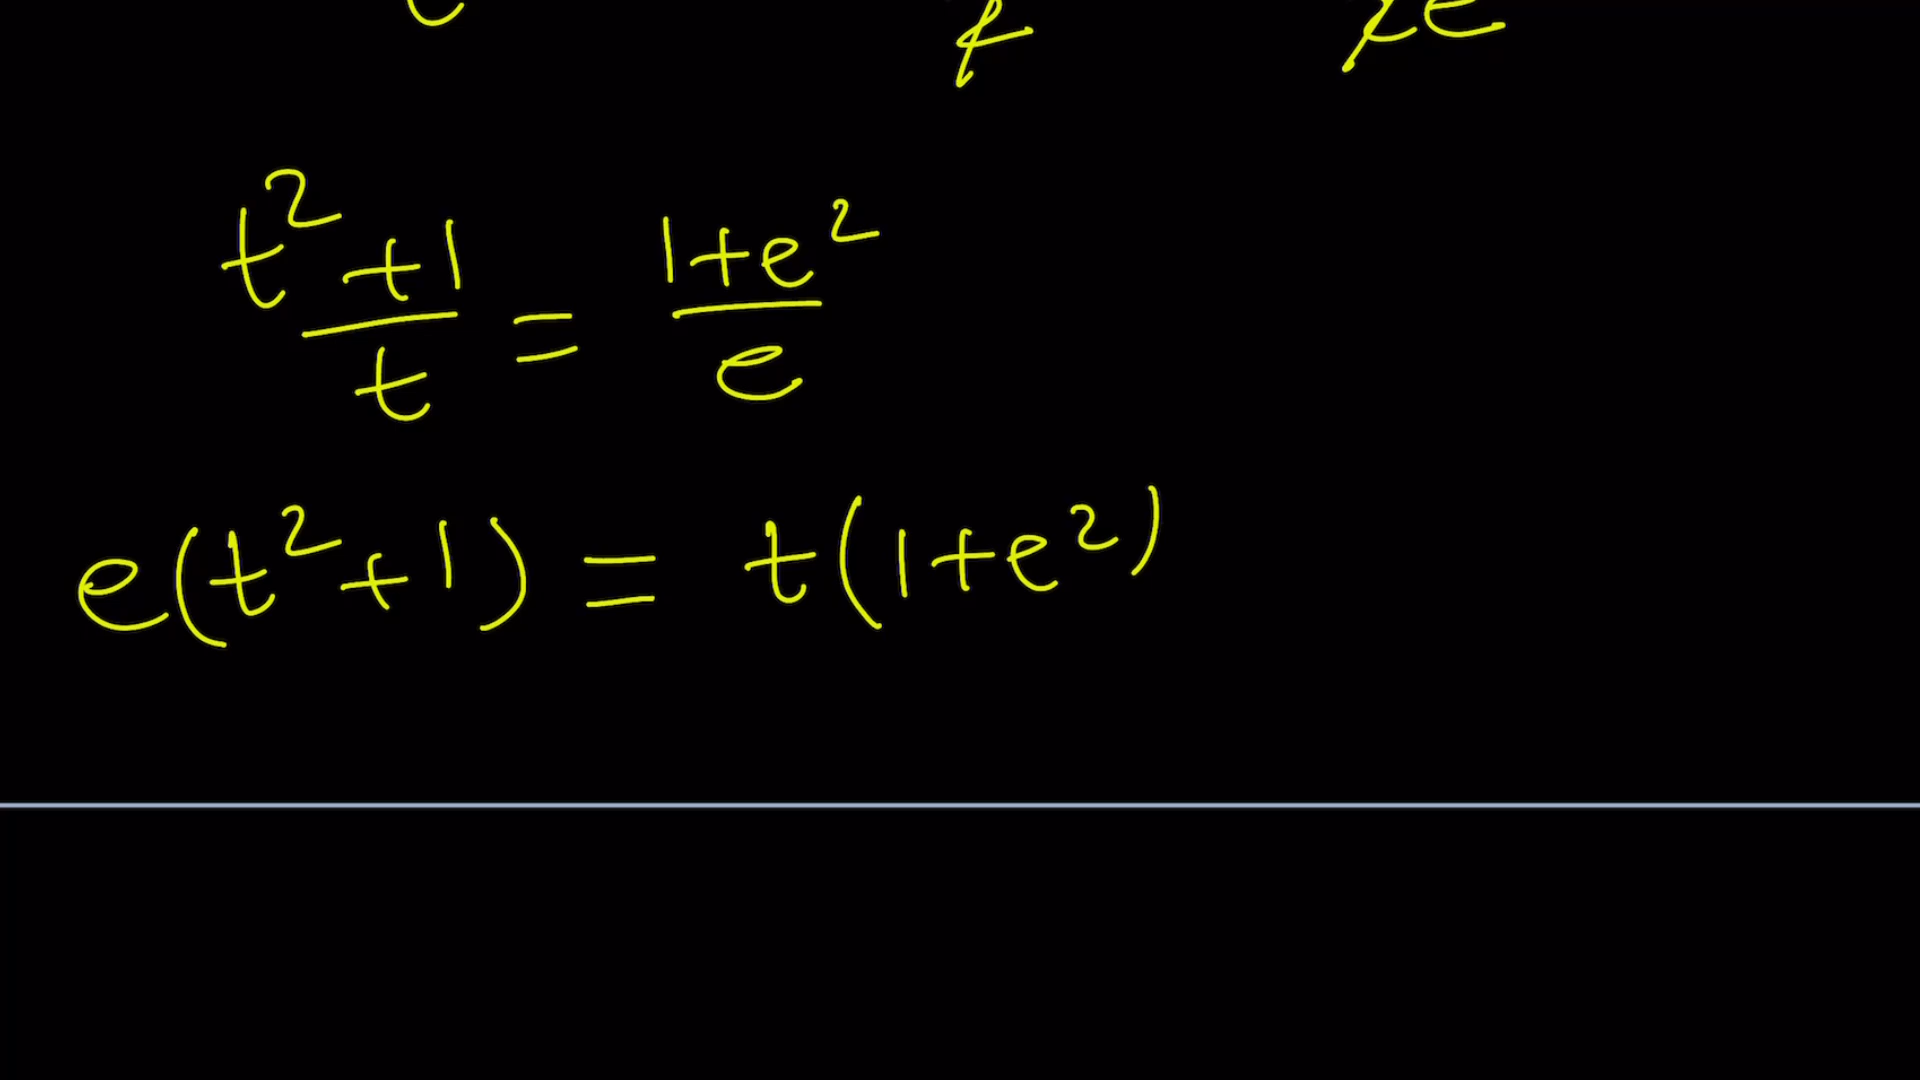 t² + 1 / t = 1 + e² / e
e(t² + 1) = t(1 + e²)